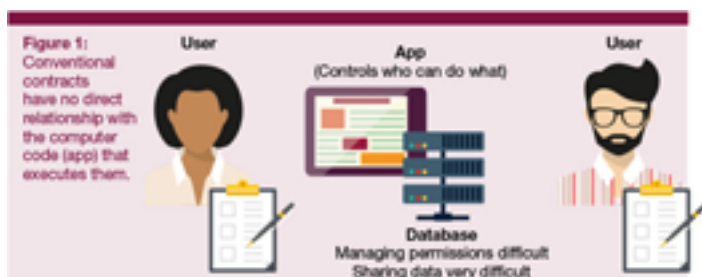 Figure 1:
Conventional
contracts
have no direct
relationship with
the computer
code (app) that
executes them.
User
App
(Controls who can do what)
User
Database
Managing permissions difficult
Sharing data very difficult